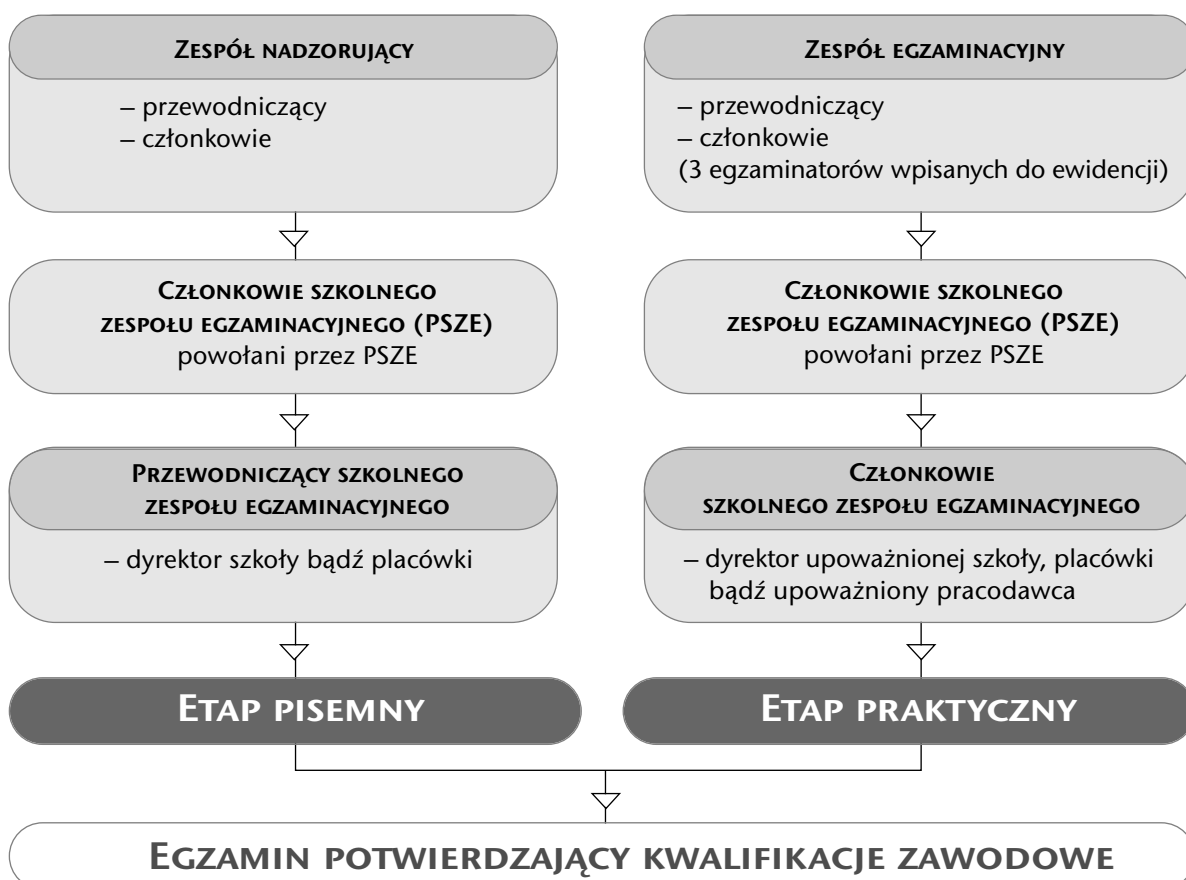 ZESPÓŁ NADZORUJĄCY
– przewodniczący
– członkowie
CZŁONKOWIE SZKOLNEGO
ZESPOŁU EGZAMINACYJNEGO (PSZE)
powołani przez PSZE
PRZEWODNICZĄCY SZKOLNEGO
ZESPOŁU EGZAMINACYJNEGO
– dyrektor szkoły bądź placówki
ETAP PISEMNY
ZESPÓŁ EGZAMINACYJNY
– przewodniczący
– członkowie
(3 egzaminatorów wpisanych do ewidencji)
CZŁONKOWIE SZKOLNEGO
ZESPOŁU EGZAMINACYJNEGO (PSZE)
powołani przez PSZE
CZŁONKOWIE
SZKOLNEGO ZESPOŁU EGZAMINACYJNEGO
– dyrektor upoważnionej szkoły, placówki
bądź upoważniony pracodawca
ETAP PRAKTYCZNY
EGZAMIN POTWIERDZAJĄCY KWALIFIKACJE ZAWODOWE